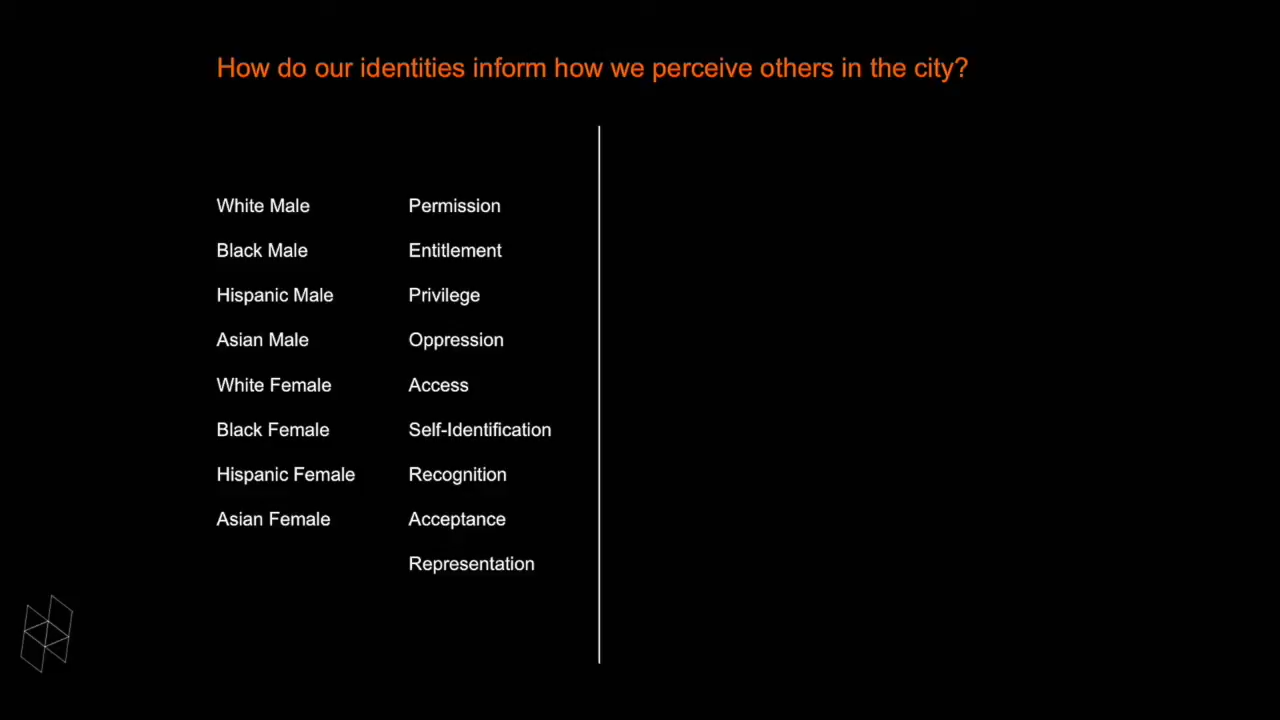 How do our identities inform how we perceive others in the city?
White Male
Black Male
Hispanic Male
Asian Male
White Female
Black Female
Hispanic Female
Asian Female
Permission
Entitlement
Privilege
Oppression
Access
Self-Identification
Recognition
Acceptance
Representation